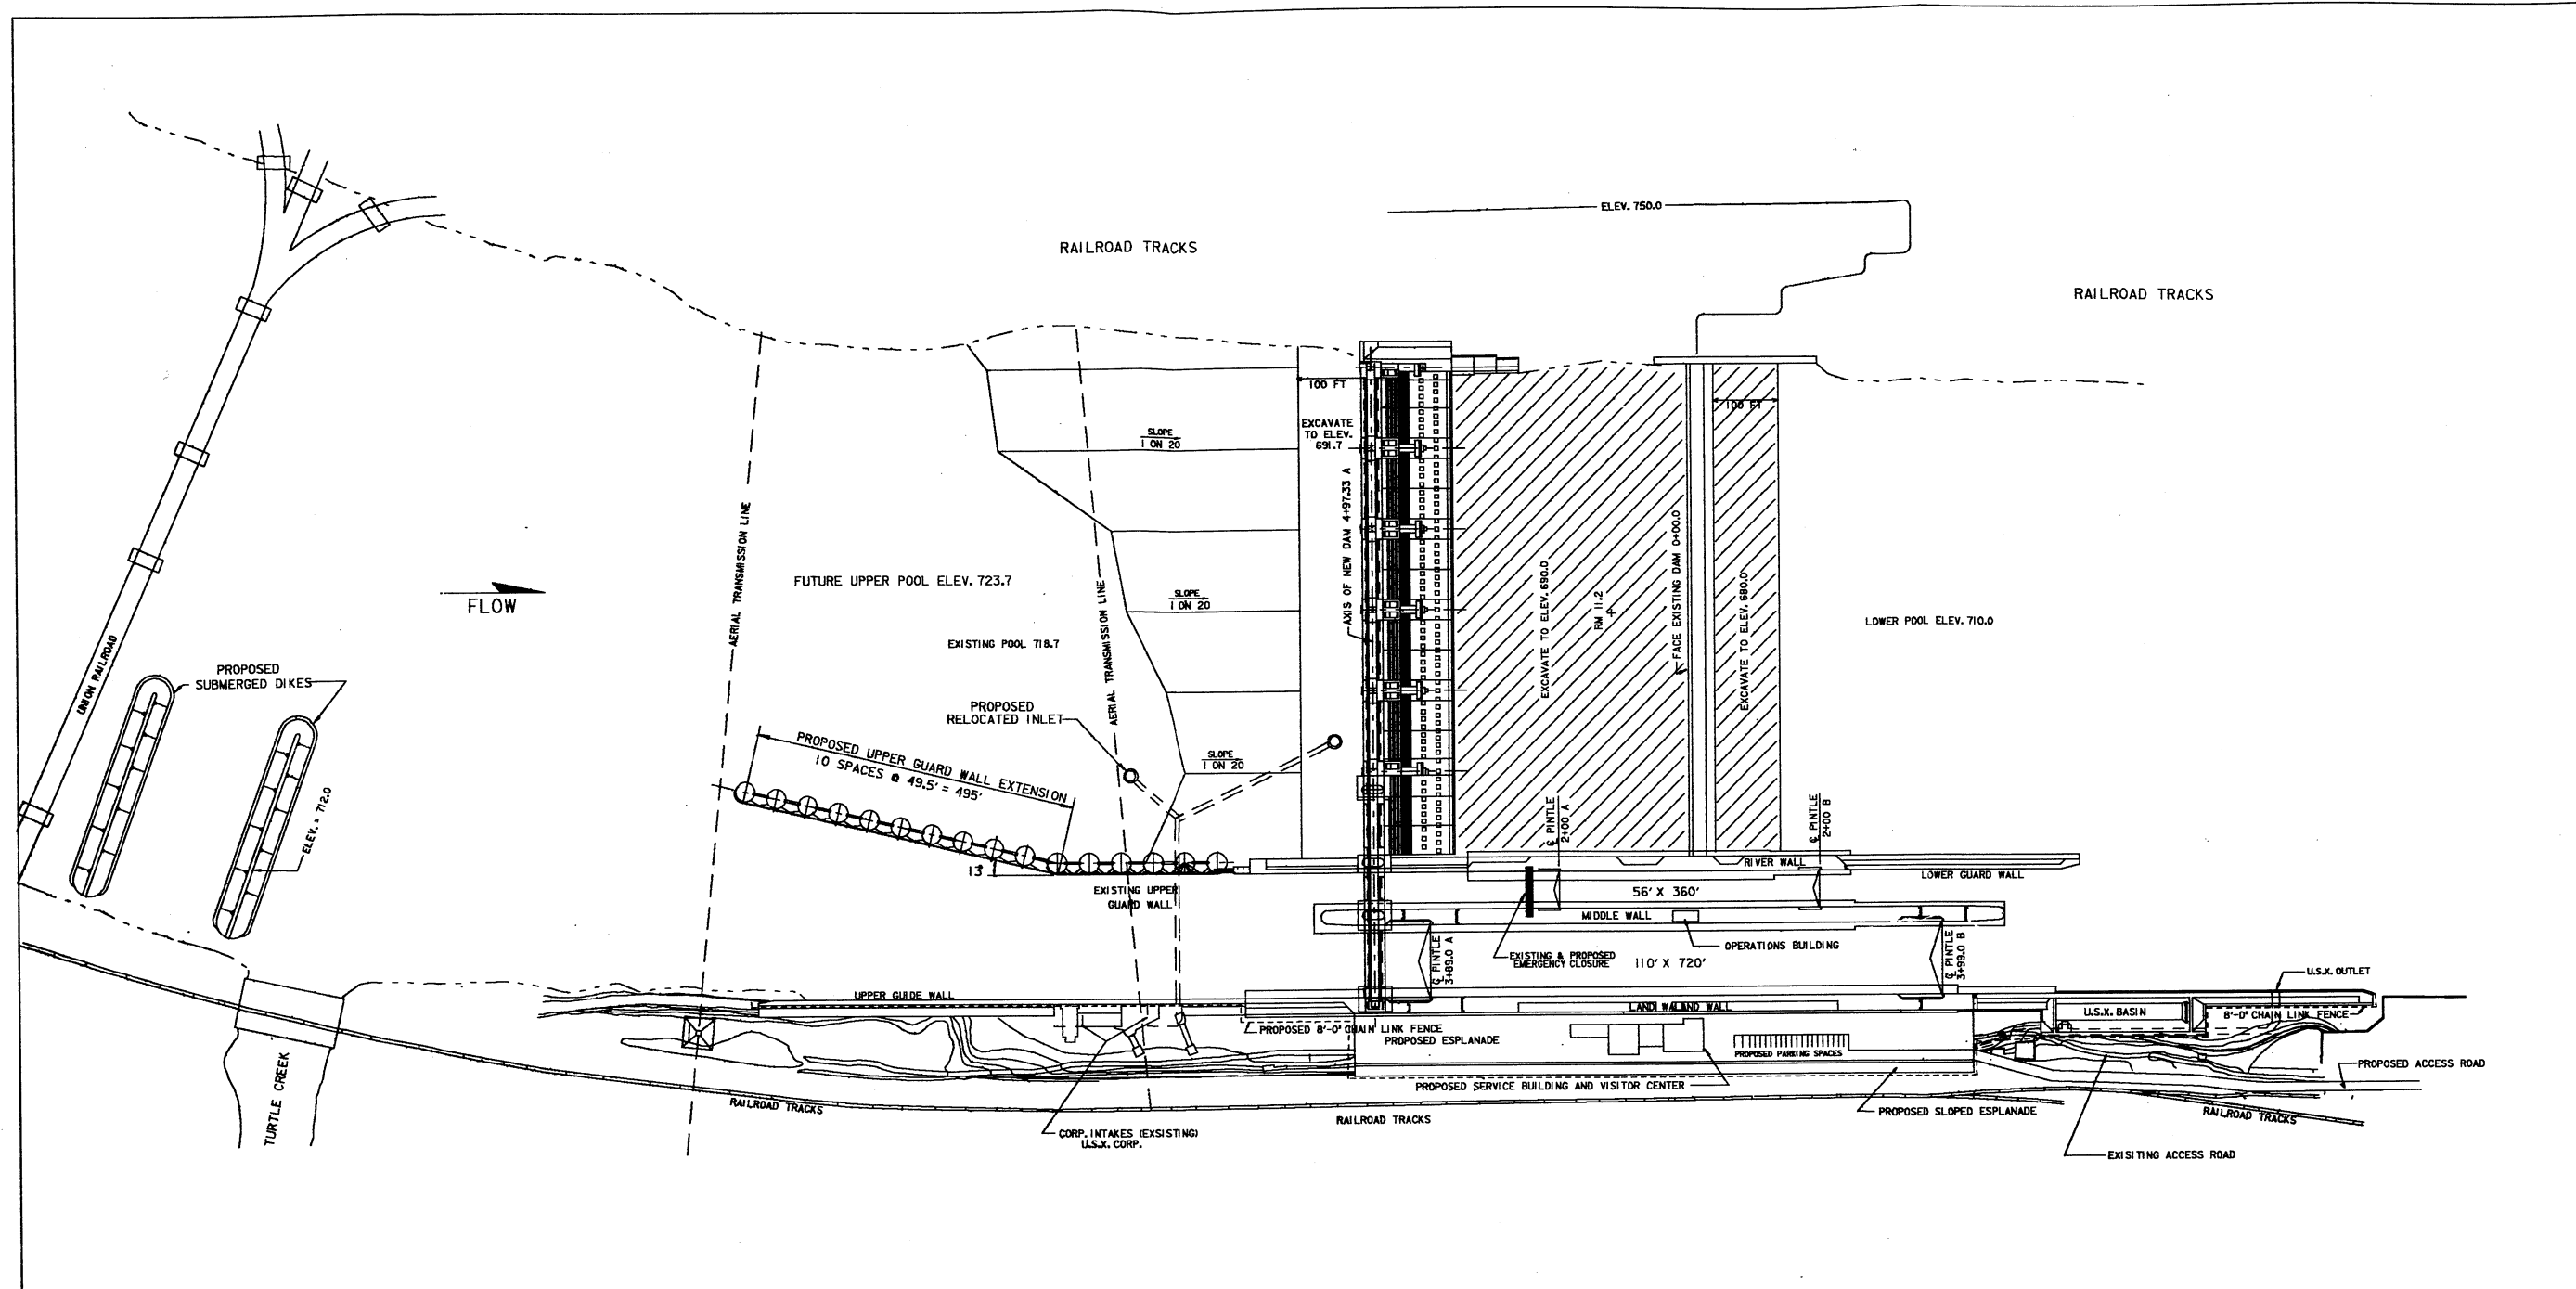 ELEV. 750.0
RAILROAD TRACKS
RAILROAD TRACKS
100 FT
EXCAVATE
TO ELEV.
691.7
100 FT
SLOPE
1 ON 20
AXIS OF NEW DAM 4+97.33 A
AERIAL TRANSMISSION LINE
FUTURE UPPER POOL ELEV. 723.7
FLOW
SLOPE
1 ON 20
AERIAL TRANSMISSION LINE
EXCAVATE TO ELEV. 690.0
RM 11.2
FACE EXISTING DAM 0+00.0
EXCAVATE TO ELEV. 680.0
LOWER POOL ELEV. 710.0
EXISTING POOL 718.7
UNION RAILROAD
PROPOSED
SUBMERGED DIKES
PROPOSED
RELOCATED INLET
PROPOSED UPPER GUARD WALL EXTENSION
10 SPACES @ 49.5' = 495'
SLOPE
1 ON 20
ELEV. = 712.0
℄ PINTLE
2+00 A
℄ PINTLE
2+00 B
13
RIVER WALL
LOWER GUARD WALL
EXISTING UPPER
GUARD WALL
56' X 360'
MIDDLE WALL
OPERATIONS BUILDING
℄ PINTLE
3+89.0 A
EXISTING & PROPOSED
EMERGENCY CLOSURE
110' X 720'
℄ PINTLE
3+99.0 B
U.S.X. OUTLET
UPPER GUIDE WALL
LAND WALAND WALL
U.S.X. BASIN
8'-0" CHAIN LINK FENCE
PROPOSED 8'-0" CHAIN LINK FENCE
PROPOSED ESPLANADE
PROPOSED PARKING SPACES
PROPOSED ACCESS ROAD
PROPOSED SERVICE BUILDING AND VISITOR CENTER
TURTLE CREEK
RAILROAD TRACKS
RAILROAD TRACKS
PROPOSED SLOPED ESPLANADE
RAILROAD TRACKS
CORP. INTAKES (EXSISTING)
U.S.X. CORP.
EXISITING ACCESS ROAD